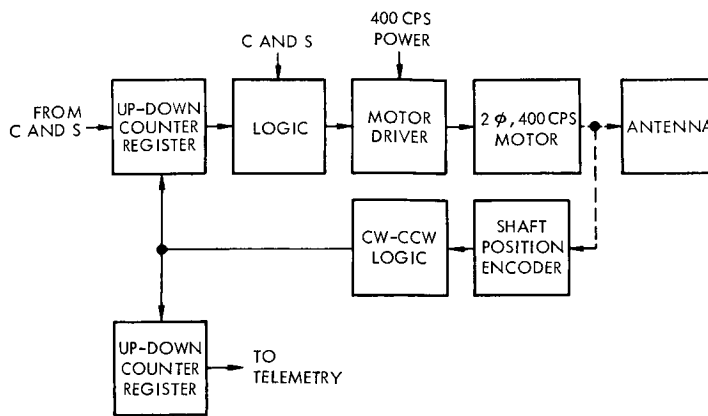 400 CPS
POWER
C AND S
FROM
C AND S
UP-DOWN
COUNTER
REGISTER
LOGIC
MOTOR
DRIVER
2 φ, 400 CPS
MOTOR
ANTENNA
CW-CCW
LOGIC
SHAFT
POSITION
ENCODER
UP-DOWN
COUNTER
REGISTER
TO
TELEMETRY